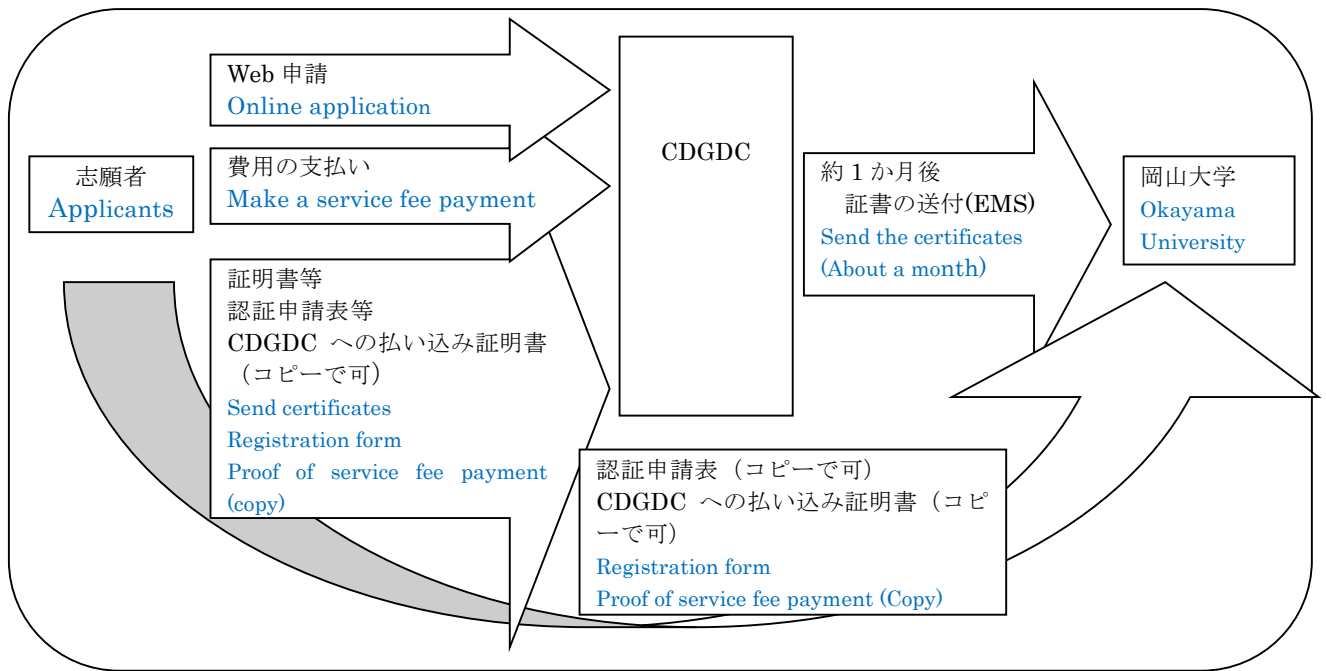 Web 申請
Online application
志願者
Applicants
費用の支払い
Make a service fee payment
証明書等
認証申請表等
CDGDC への払い込み証明書
（コピーで可）
Send certificates
Registration form
Proof of service fee payment
(copy)
CDGDC
約 1 か月後
証書の送付(EMS)
Send the certificates
(About a month)
岡山大学
Okayama
University
認証申請表（コピーで可）
CDGDC への払い込み証明書（コピ
ーで可）
Registration form
Proof of service fee payment (Copy)